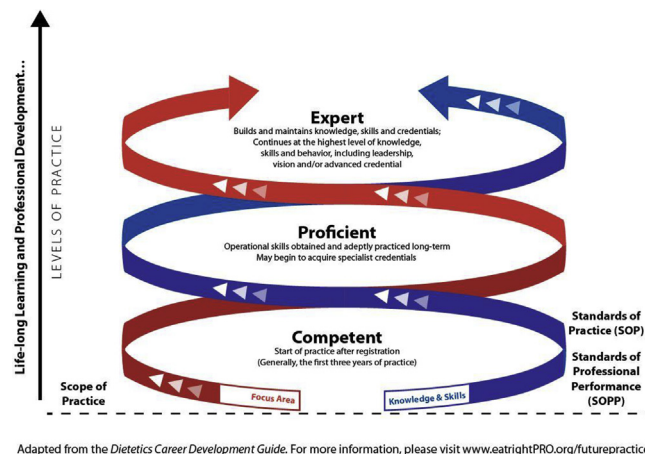 Life-long Learning and Professional Development...
LEVELS OF PRACTICE
Expert
Builds and maintains knowledge, skills and credentials;
Continues at the highest level of knowledge,
skills and behavior, including leadership,
vision and/or advanced credential
Proficient
Operational skills obtained and adeptly practiced long-term
May begin to acquire specialist credentials
Competent
Start of practice after registration
(Generally, the first three years of practice)
Standards of
Practice (SOP)
Standards of
Professional
Performance
(SOPP)
Scope of
Practice
Focus Area
Knowledge & Skills
Adapted from the Dietetics Career Development Guide. For more information, please visit www.eatrightPRO.org/futurepractice